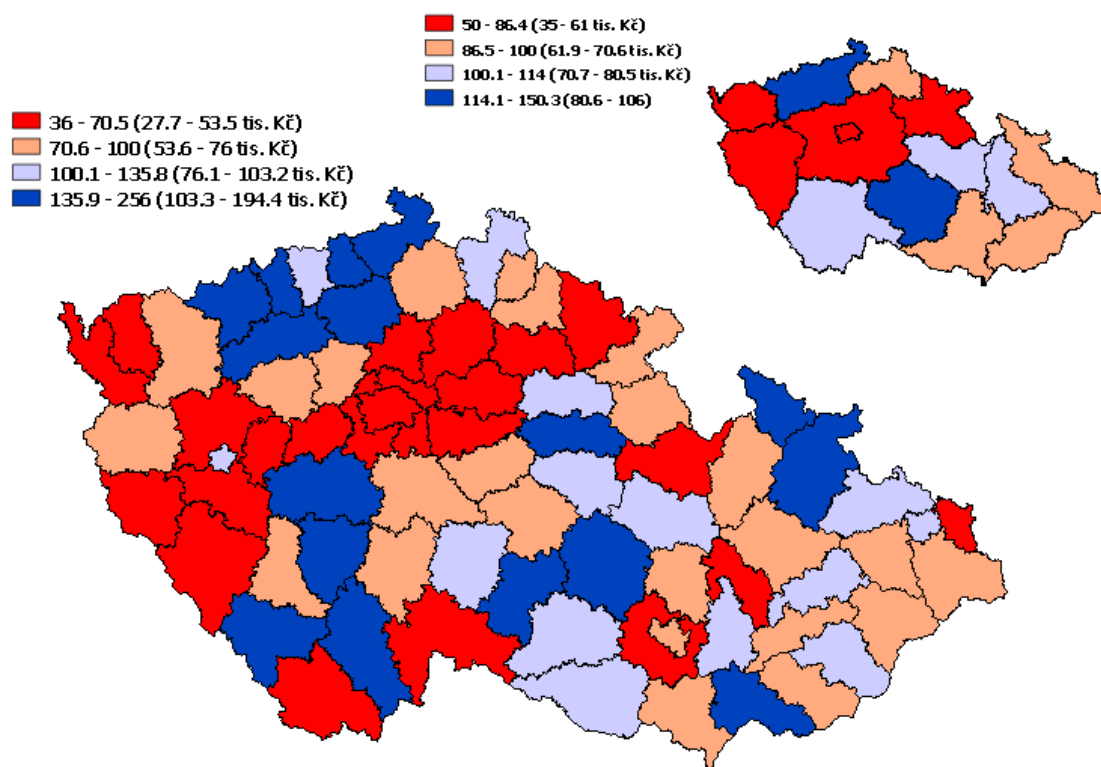 50 - 86.4 (35 - 61 tis. Kč)
86.5 - 100 (61.9 - 70.6 tis. Kč)
100.1 - 114 (70.7 - 80.5 tis. Kč)
114.1 - 150.3 (80.6 - 106)
36 - 70.5 (27.7 - 53.5 tis. Kč)
70.6 - 100 (53.6 - 76 tis. Kč)
100.1 - 135.8 (76.1 - 103.2 tis. Kč)
135.9 - 256 (103.3 - 194.4 tis. Kč)